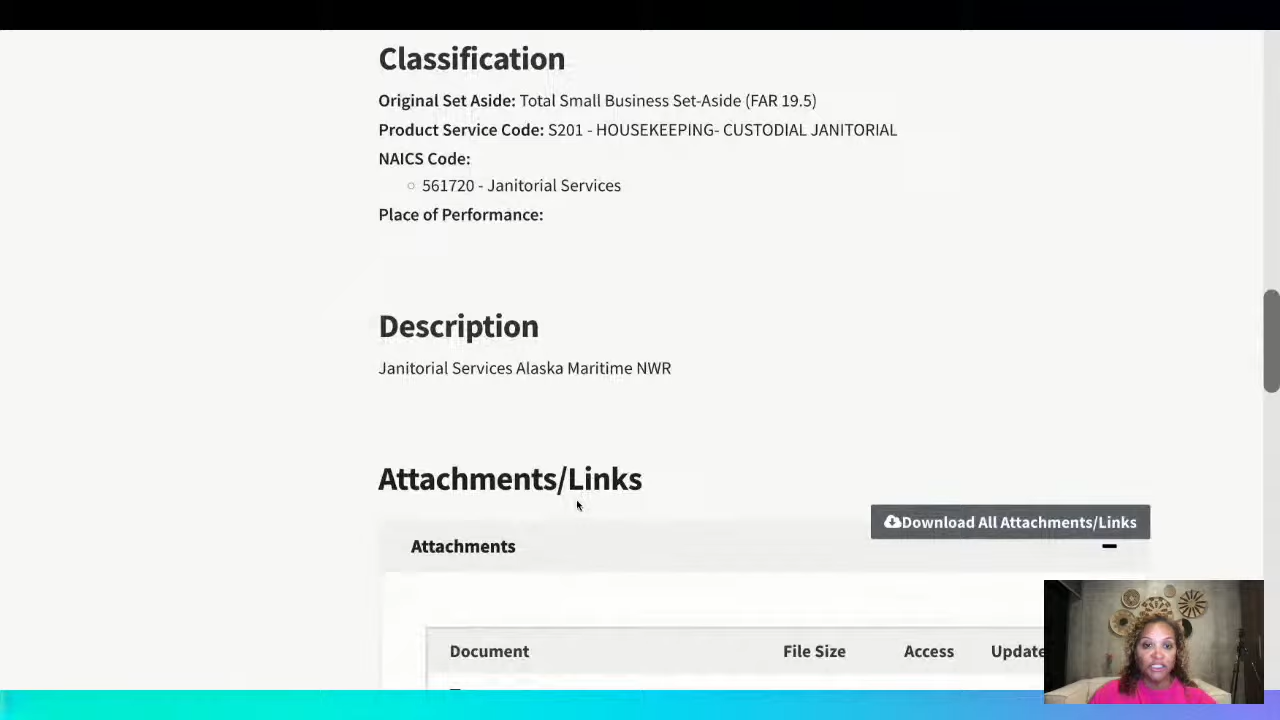 Classification
Original Set Aside: Total Small Business Set-Aside (FAR 19.5)
Product Service Code: S201 - HOUSEKEEPING- CUSTODIAL JANITORIAL
NAICS Code:
561720 - Janitorial Services
Place of Performance:
Description
Janitorial Services Alaska Maritime NWR
Attachments/Links
Download All Attachments/Links
Attachments
Document File Size Access Update